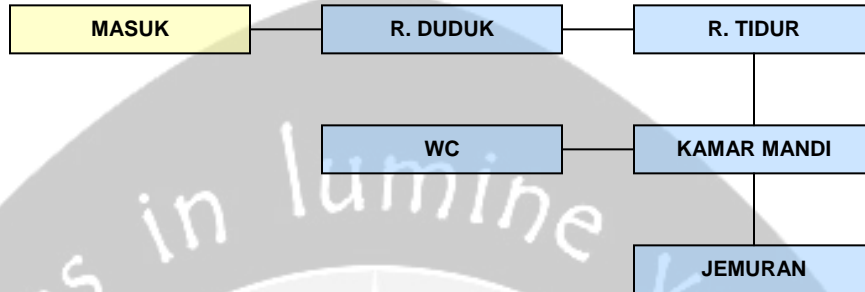 MASUK
R. DUDUK
R. TIDUR
WC
KAMAR MANDI
JEMURAN
s in lumine